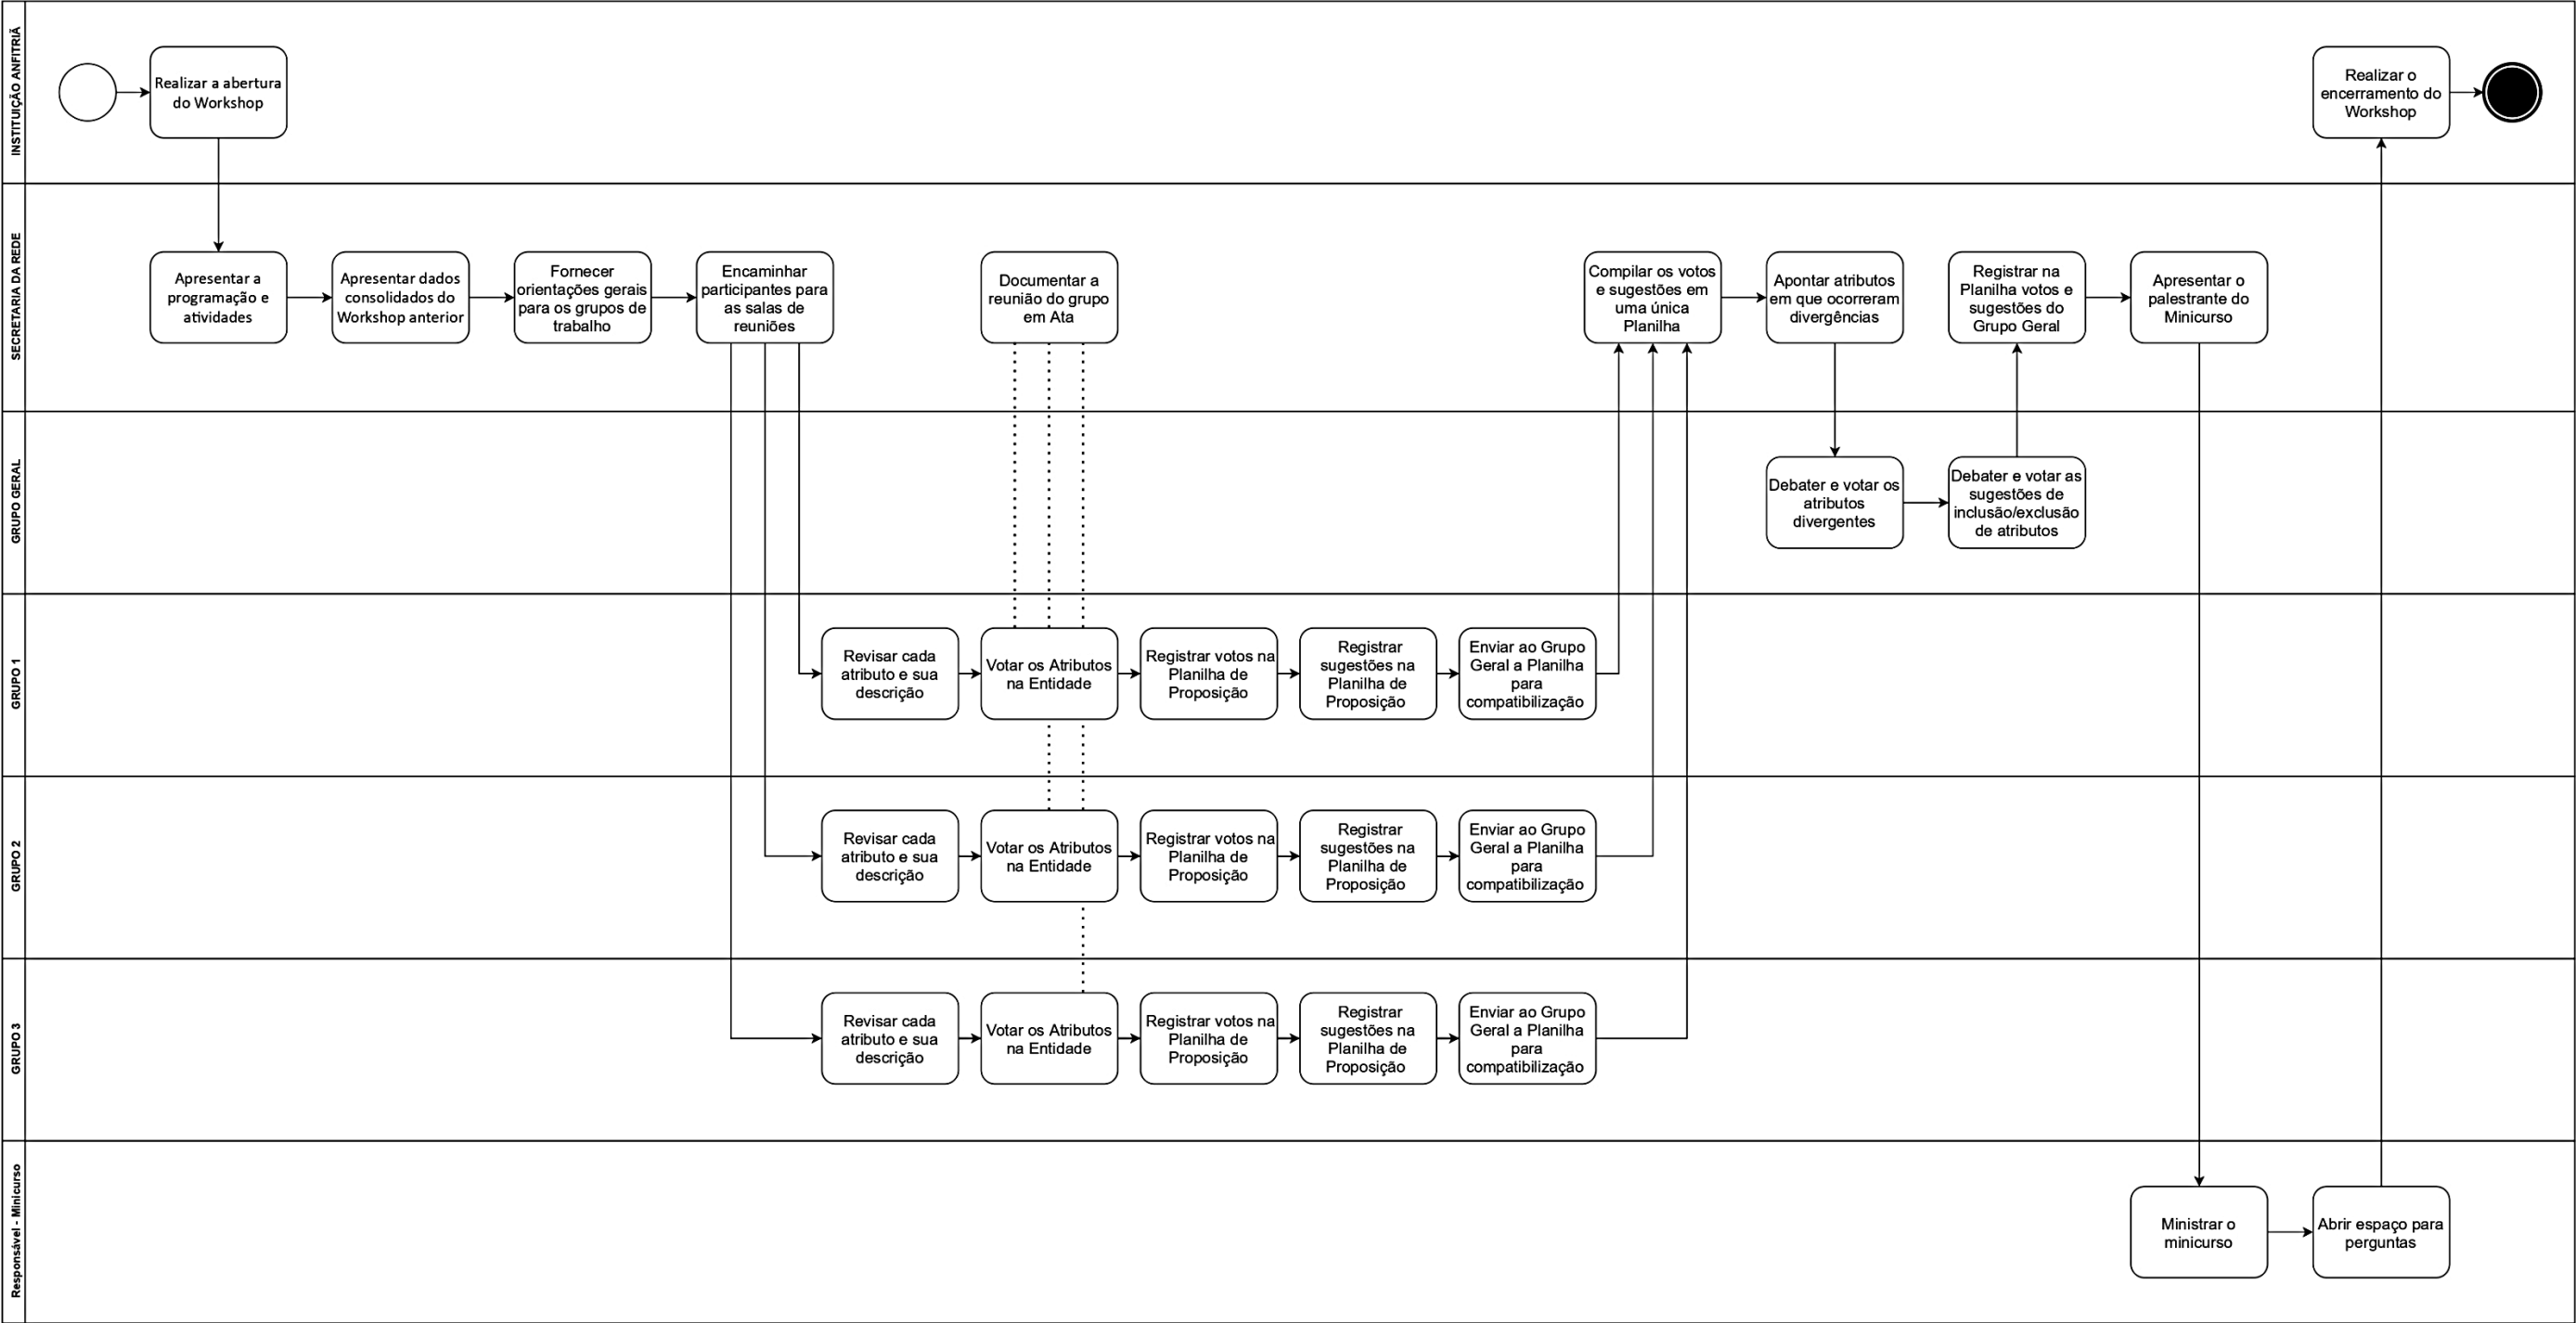 INSTITUIÇÃO ANFITRIÃ
Realizar a abertura
do Workshop
Realizar o
encerramento do
Workshop
SECRETARIA DA REDE
Apresentar a
programação e
atividades
Apresentar dados
consolidados do
Workshop anterior
Fornecer
orientações gerais
para os grupos de
trabalho
Encaminhar
participantes para
as salas de
reuniões
Documentar a
reunião do grupo
em Ata
Compilar os votos
e sugestões em
uma única
Planilha
Apontar atributos
em que ocorreram
divergências
Registrar na
Planilha votos e
sugestões do
Grupo Geral
Apresentar o
palestrante do
Minicurso
GRUPO GERAL
Debater e votar os
atributos
divergentes
Debater e votar as
sugestões de
inclusão/exclusão
de atributos
GRUPO 1
Revisar cada
atributo e sua
descrição
Votar os Atributos
na Entidade
Registrar votos na
Planilha de
Proposição
Registrar
sugestões na
Planilha de
Proposição
Enviar ao Grupo
Geral a Planilha
para
compatibilização
GRUPO 2
Revisar cada
atributo e sua
descrição
Votar os Atributos
na Entidade
Registrar votos na
Planilha de
Proposição
Registrar
sugestões na
Planilha de
Proposição
Enviar ao Grupo
Geral a Planilha
para
compatibilização
GRUPO 3
Revisar cada
atributo e sua
descrição
Votar os Atributos
na Entidade
Registrar votos na
Planilha de
Proposição
Registrar
sugestões na
Planilha de
Proposição
Enviar ao Grupo
Geral a Planilha
para
compatibilização
Responsável - Minicurso
Ministrar o
minicurso
Abrir espaço para
perguntas